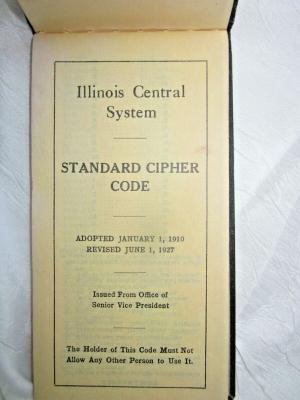 Illinois Central
System
STANDARD CIPHER
CODE
ADOPTED JANUARY 1, 1910
REVISED JUNE 1, 1927
Issued From Office of
Senior Vice President
The Holder of This Code Must Not
Allow Any Other Person to Use It.